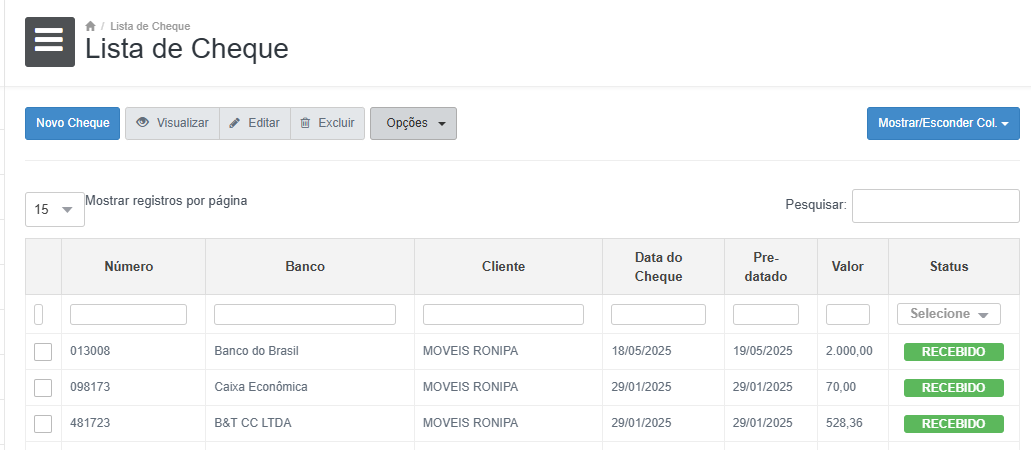 / Lista de Cheque
Lista de Cheque
Novo Cheque Visualizar Editar Excluir Opções Mostrar/Esconder Col.
15 Mostrar registros por página Pesquisar:
Número Banco Cliente Data do Cheque Pre-datado Valor Status
Selecione
013008 Banco do Brasil MOVEIS RONIPA 18/05/2025 19/05/2025 2.000,00 RECEBIDO
098173 Caixa Econômica MOVEIS RONIPA 29/01/2025 29/01/2025 70,00 RECEBIDO
481723 B&T CC LTDA MOVEIS RONIPA 29/01/2025 29/01/2025 528,36 RECEBIDO